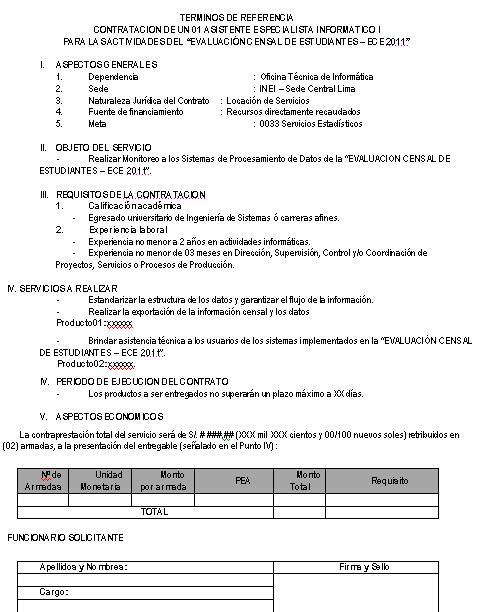 TERMINOS DE REFERENCIA
CONTRATACION DE UN 01 ASISTENTE ESPECIALISTA INFORMATICO I
PARA LA SACTIVIDADES DEL “EVALUACIÓN CENSAL DE ESTUDIANTES – ECE 2011”
I. ASPECTOS GENERALES
1. Dependencia : Oficina Técnica de Informática
2. Sede : INEI – Sede Central Lima
3. Naturaleza Jurídica del Contrato : Locación de Servicios
4. Fuente de financiamiento : Recursos directamente recaudados
5. Meta : 0033 Servicios Estadísticos
II. OBJETO DEL SERVICIO
- Realizar Monitoreo a los Sistemas de Procesamiento de Datos de la “EVALUACION CENSAL DE
ESTUDIANTES – ECE 2011”.
III. REQUISITOS DE LA CONTRATACION
1. Calificación académica
- Egresado universitario de Ingeniería de Sistemas ó carreras afines.
2. Experiencia laboral
- Experiencia no menor a 2 años en actividades informáticas.
- Experiencia no menor de 03 meses en Dirección, Supervisión, Control y/o Coordinación de
Proyectos, Servicios o Procesos de Producción.
IV. SERVICIOS A REALIZAR
- Estandarizar la estructura de los datos y garantizar el flujo de la información.
- Realizar la exportación de la información censal y los datos
Producto01:xxxxxx
- Brindar asistencia técnica a los usuarios de los sistemas implementados en la “EVALUACIÓN CENSAL
DE ESTUDIANTES – ECE 2011”.
Producto02:xxxxxx.
IV. PERIODO DE EJECUCION DEL CONTRATO
- Los productos a ser entregados no superarán un plazo máximo a XX días.
V. ASPECTOS ECONOMICOS
La contraprestación total del servicio será de S/. #,###.## (XXX mil XXX cientos y 00/100 nuevos soles) retribuidos en
(02) armadas, a la presentación del entregable (señalado en el Punto IV) :
Nº de Armadas Unidad Monetaria Monto por armada PEA Monto Total Requisito
TOTAL
FUNCIONARIO SOLICITANTE
Apellidos y Nombres: Firma y Sello
Cargo: